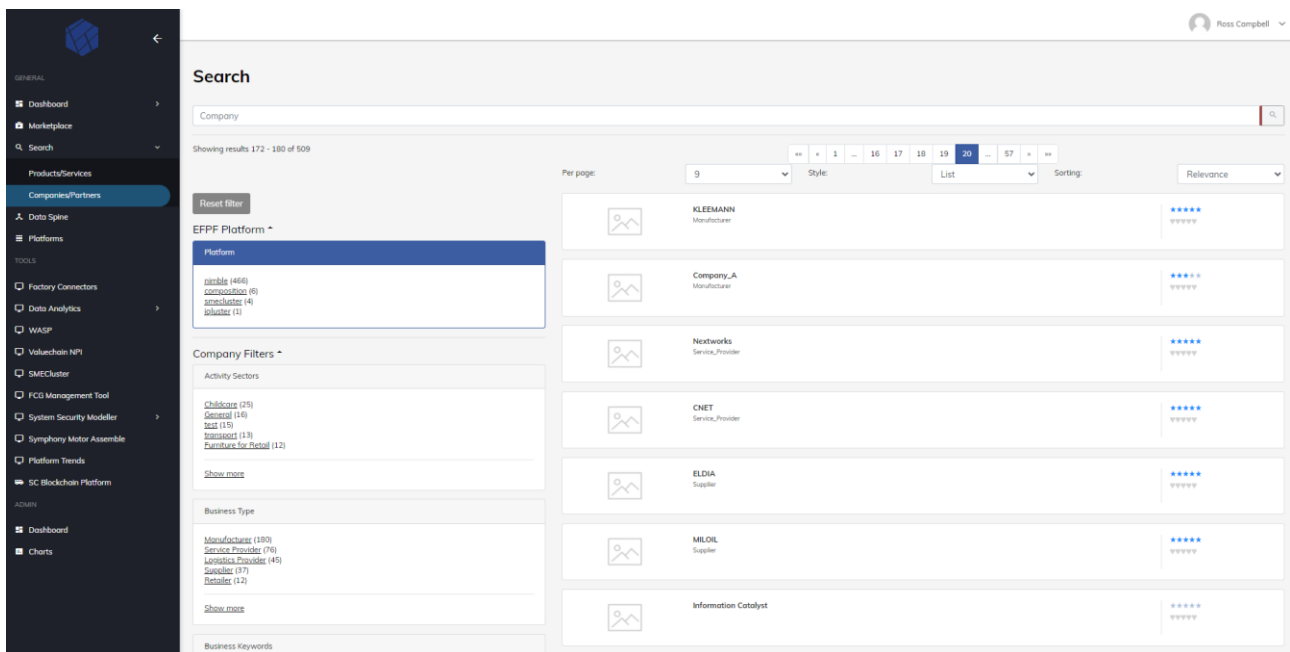 Ross Campbell
GENERAL
Dashboard
Marketplace
Search
Products/Services
Companies/Partners
Data Spine
Platforms
TOOLS
Factory Connectors
Data Analytics
WASP
Valuechain NPI
SMECluster
FCG Management Tool
System Security Modeller
Symphony Motor Assemble
Platform Trends
SC Blockchain Platform
ADMIN
Dashboard
Charts
Search
Company
Showing results 172 - 180 of 509
«« « 1 ... 16 17 18 19 20 ... 57 » »»
Per page: 9 Style: List Sorting: Relevance
Reset filter
EFPF Platform
Platform
nimble (466)
composition (6)
smecluster (4)
iqluster (1)
Company Filters
Activity Sectors
Childcare (25)
General (16)
test (15)
transport (13)
Furniture for Retail (12)
Show more
Business Type
Manufacturer (180)
Service Provider (76)
Logistics Provider (45)
Supplier (37)
Retailer (12)
Show more
Business Keywords
KLEEMANN
Manufacturer
Company_A
Manufacturer
Nextworks
Service_Provider
CNET
Service_Provider
ELDIA
Supplier
MILOIL
Supplier
Information Catalyst